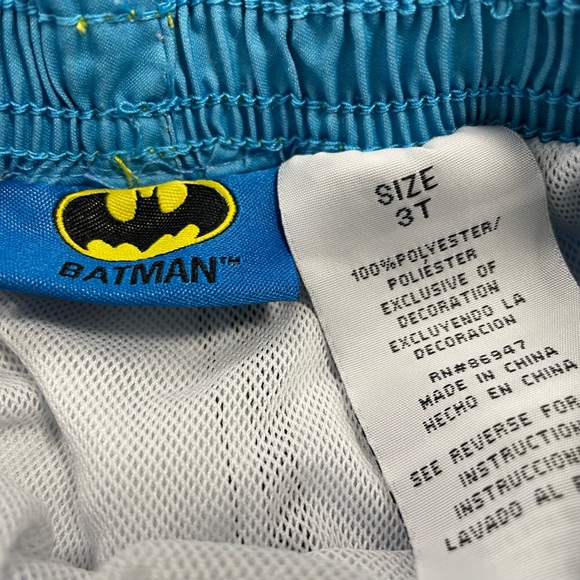 BATMAN™
SIZE
3T
100%POLYESTER/
POLIÉSTER
EXCLUSIVE OF
DECORATION
EXCLUYENDO LA
DECORACION
RN#86947
MADE IN CHINA
HECHO EN CHINA
SEE REVERSE FOR
INSTRUCTION
INSTRUCCION
LAVADO AL